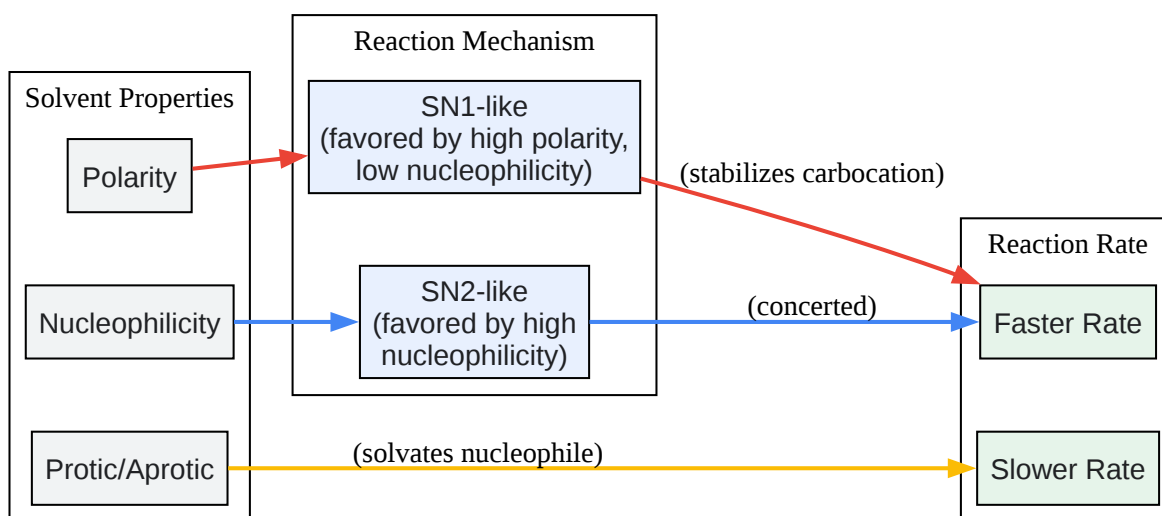 Solvent Properties
Polarity
Nucleophilicity
Protic/Aprotic
Reaction Mechanism
SN1-like
(favored by high polarity,
low nucleophilicity)
SN2-like
(favored by high
nucleophilicity)
(stabilizes carbocation)
(concerted)
(solvates nucleophile)
Reaction Rate
Faster Rate
Slower Rate